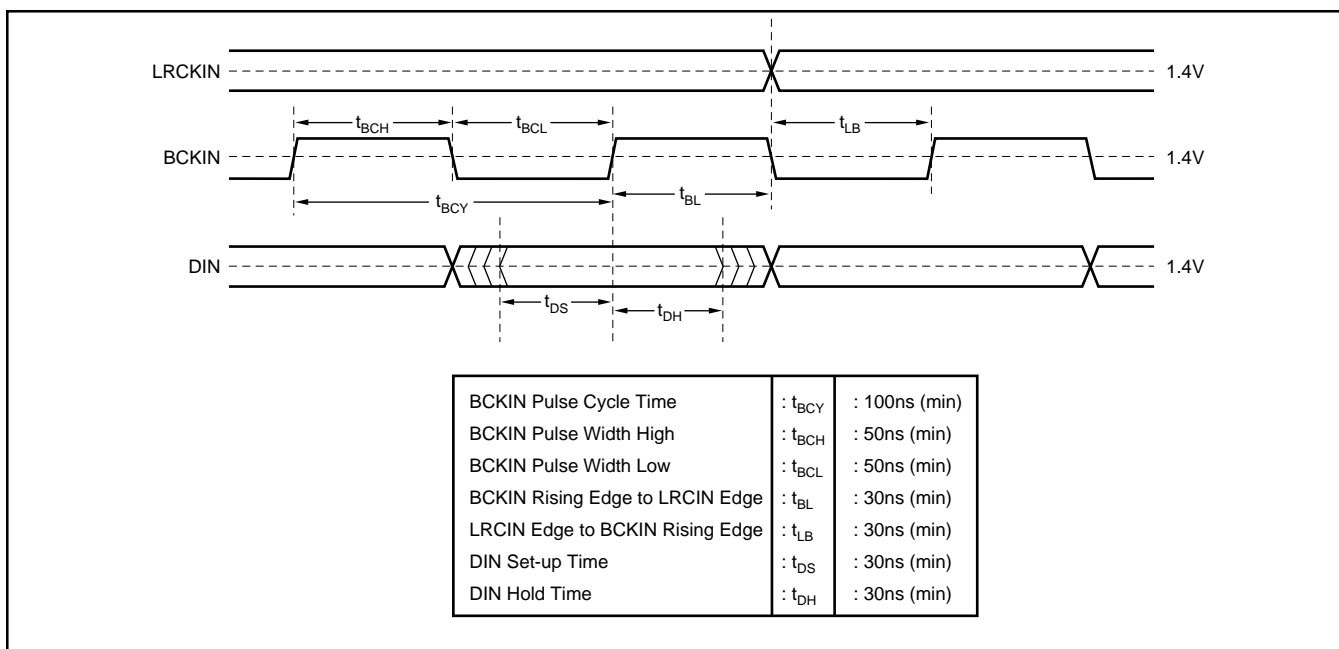 LRCKIN 1.4V
tBCH tBCL tLB
BCKIN 1.4V
tBCY tBL
DIN 1.4V
tDS tDH
BCKIN Pulse Cycle Time : tBCY : 100ns (min)
BCKIN Pulse Width High : tBCH : 50ns (min)
BCKIN Pulse Width Low : tBCL : 50ns (min)
BCKIN Rising Edge to LRCIN Edge : tBL : 30ns (min)
LRCIN Edge to BCKIN Rising Edge : tLB : 30ns (min)
DIN Set-up Time : tDS : 30ns (min)
DIN Hold Time : tDH : 30ns (min)